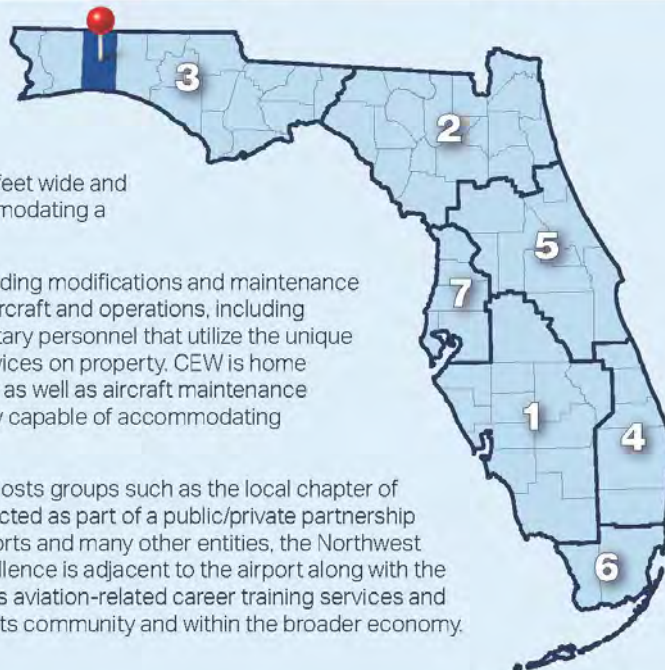 3
2
5
7
1
4
6
feet wide and
modating a
ding modifications and maintenance
ircraft and operations, including
tary personnel that utilize the unique
vices on property. CEW is home
as well as aircraft maintenance
y capable of accommodating
osts groups such as the local chapter of
cted as part of a public/private partnership
orts and many other entities, the Northwest
llence is adjacent to the airport along with the
s aviation-related career training services and
ts community and within the broader economy.